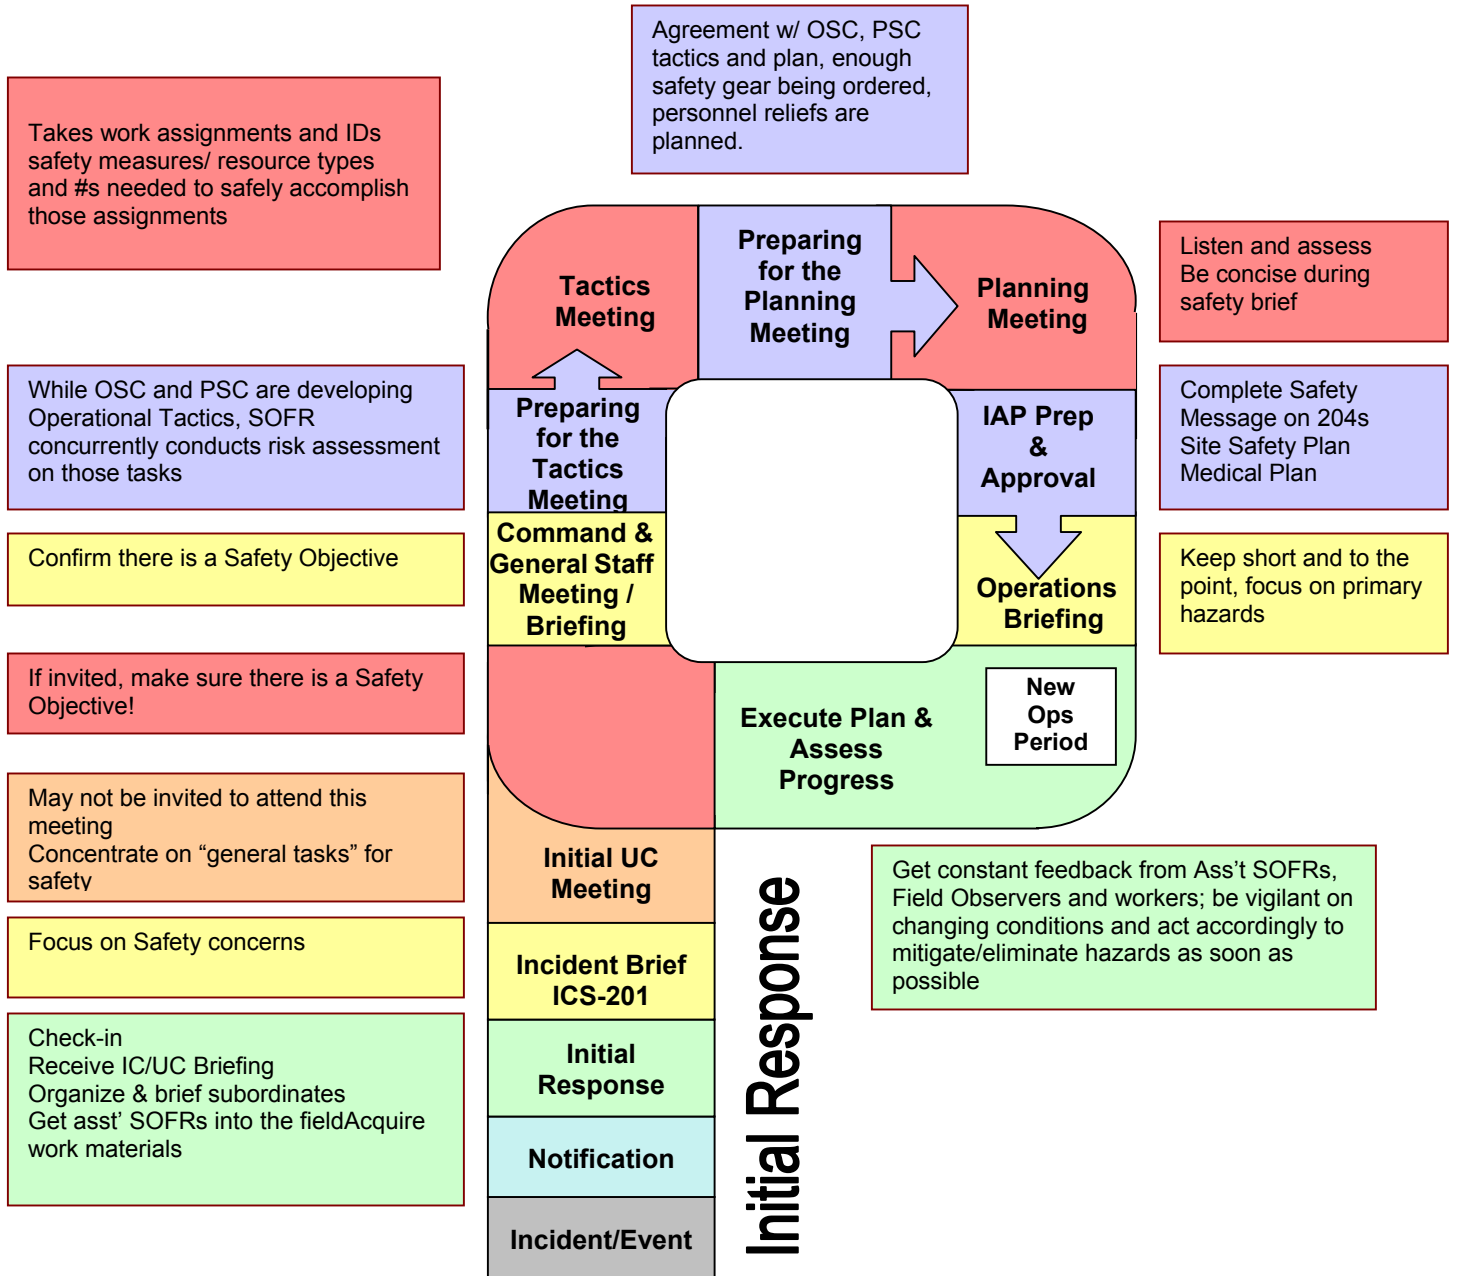 Agreement w/ OSC, PSC
tactics and plan, enough
safety gear being ordered,
personnel reliefs are
planned.
Takes work assignments and IDs
safety measures/ resource types
and #s needed to safely accomplish
those assignments
Preparing
for the
Planning
Meeting
Tactics
Meeting
Planning
Meeting
Listen and assess
Be concise during
safety brief
While OSC and PSC are developing
Operational Tactics, SOFR
concurrently conducts risk assessment
on those tasks
Preparing
for the
Tactics
Meeting
IAP Prep
&
Approval
Complete Safety
Message on 204s
Site Safety Plan
Medical Plan
Confirm there is a Safety Objective
Command &
General Staff
Meeting /
Briefing
Operations
Briefing
Keep short and to the
point, focus on primary
hazards
If invited, make sure there is a Safety
Objective!
Execute Plan &
Assess
Progress
New
Ops
Period
May not be invited to attend this
meeting
Concentrate on “general tasks” for
safety
Initial UC
Meeting
Get constant feedback from Ass’t SOFRs,
Field Observers and workers; be vigilant on
changing conditions and act accordingly to
mitigate/eliminate hazards as soon as
possible
Focus on Safety concerns
Incident Brief
ICS-201
Check-in
Receive IC/UC Briefing
Organize & brief subordinates
Get asst’ SOFRs into the fieldAcquire
work materials
Initial
Response
Notification
Incident/Event
Initial Response